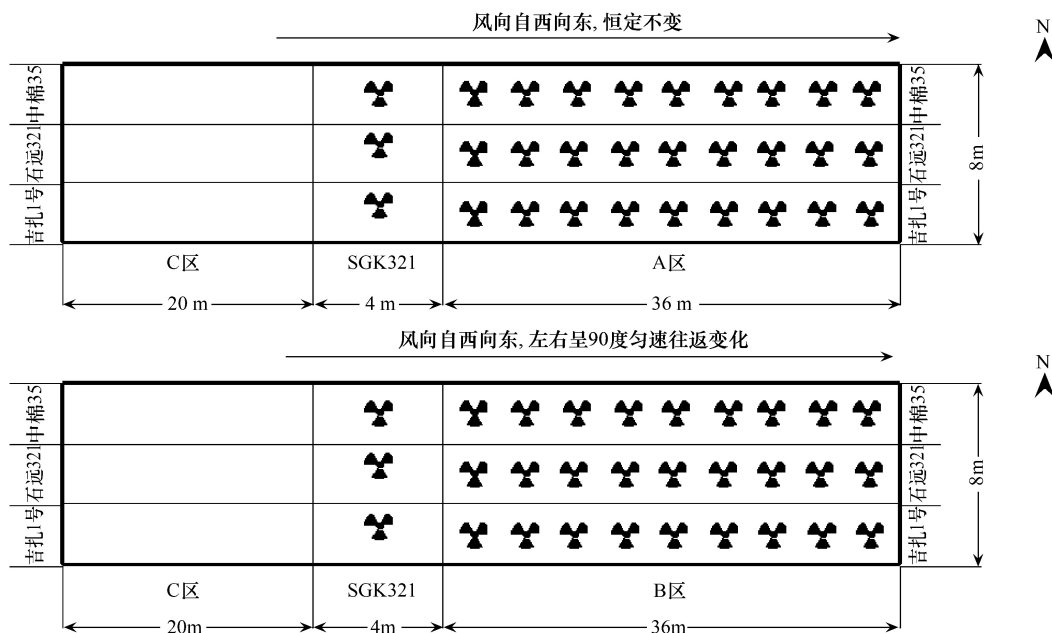 风向自西向东, 恒定不变
N
中棉35
石远321
吉扎1号
中棉35
石远321
吉扎1号
8m
C区
SGK321
A区
20 m
4 m
36 m
风向自西向东, 左右呈90度匀速往返变化
N
中棉35
石远321
吉扎1号
中棉35
石远321
吉扎1号
8m
C区
SGK321
B区
20m
4m
36m